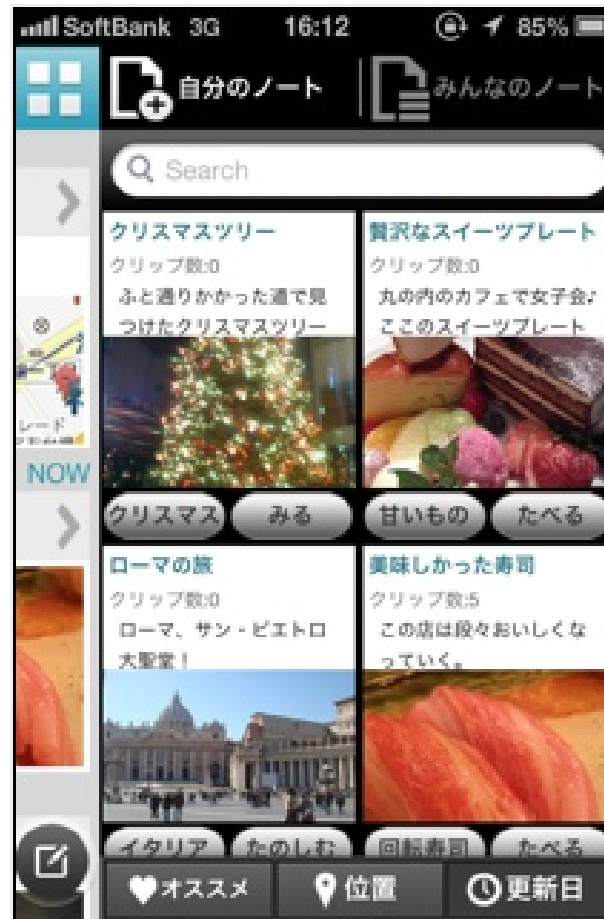 SoftBank 3G 16:12 85%
自分のノート
みんなのノート
Search
クリスマスツリー
クリップ数:0
ふと通りかかった道で見
つけたクリスマスツリー
クリスマス
みる
贅沢なスイーツプレート
クリップ数:0
丸の内のカフェで女子会♪
ここのスイーツプレート
甘いもの
たべる
レード
NOW
ローマの旅
クリップ数:0
ローマ、サン・ピエトロ
大聖堂！
イタリア
たのしむ
美味しかった寿司
クリップ数:5
この店は段々おいしくな
っていく。
回転寿司
たべる
オススメ
位置
更新日